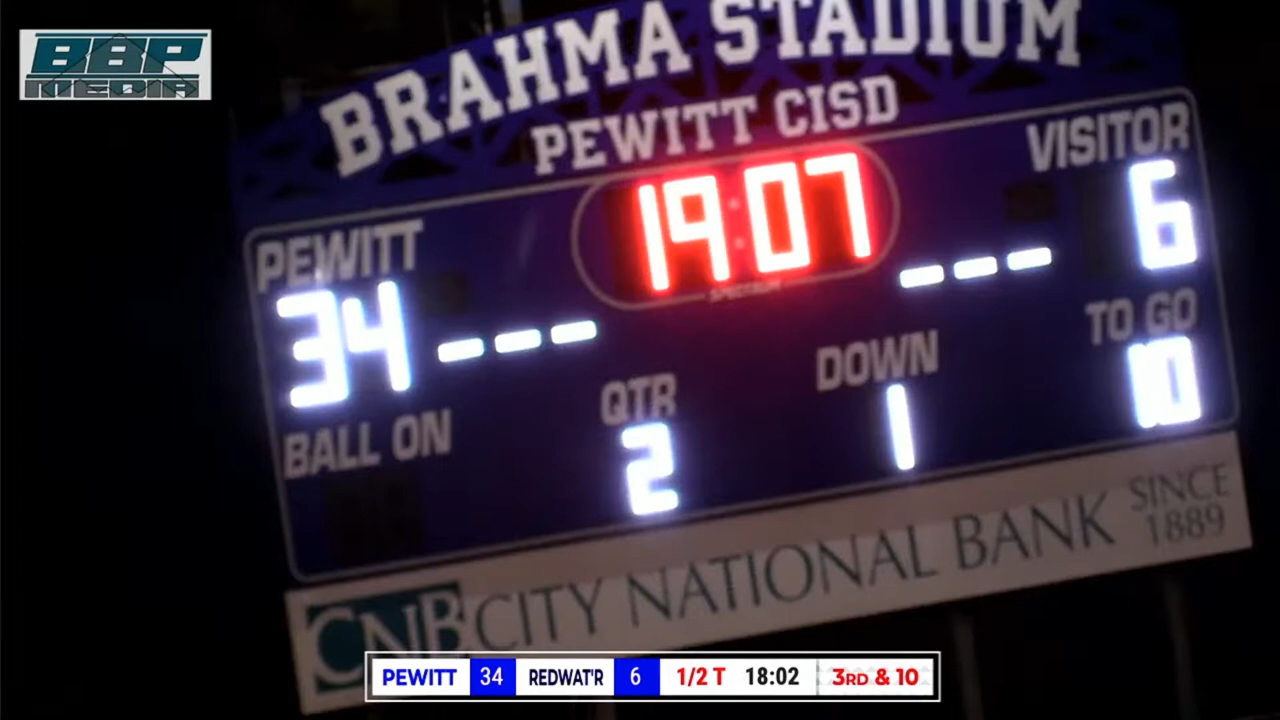 BBP
MEDIA
BRAHMA STADIUM
PEWITT CISD
VISITOR
19:07
6
PEWITT
34
SPECTRUM
TO GO
DOWN
10
QTR
1
BALL ON
2
SINCE
1889
CNB CITY NATIONAL BANK
PEWITT 34 REDWAT'R 6 1/2 T 18:02 3RD & 10